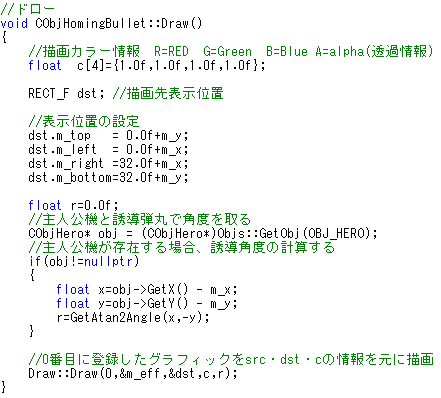 //ドロー
void CObjHomingBullet::Draw()
{
    //描画カラー情報　R=RED　G=Green　B=Blue A=alpha(透過情報)
    float  c[4]={1.0f,1.0f,1.0f,1.0f};
    RECT_F dst; //描画先表示位置
    //表示位置の設定
    dst.m_top   = 0.0f+m_y;
    dst.m_left  = 0.0f+m_x;
    dst.m_right =32.0f+m_x;
    dst.m_bottom=32.0f+m_y;
    float r=0.0f;
    //主人公機と誘導弾丸で角度を取る
    CObjHero* obj = (CObjHero*)Objs::GetObj(OBJ_HERO);
    //主人公機が存在する場合、誘導角度の計算する
    if(obj!=nullptr)
    {
        float x=obj->GetX() - m_x;
        float y=obj->GetY() - m_y;
        r=GetAtan2Angle(x,-y);
    }
    //0番目に登録したグラフィックをsrc・dst・cの情報を元に描画
    Draw::Draw(0,&m_eff,&dst,c,r);
}